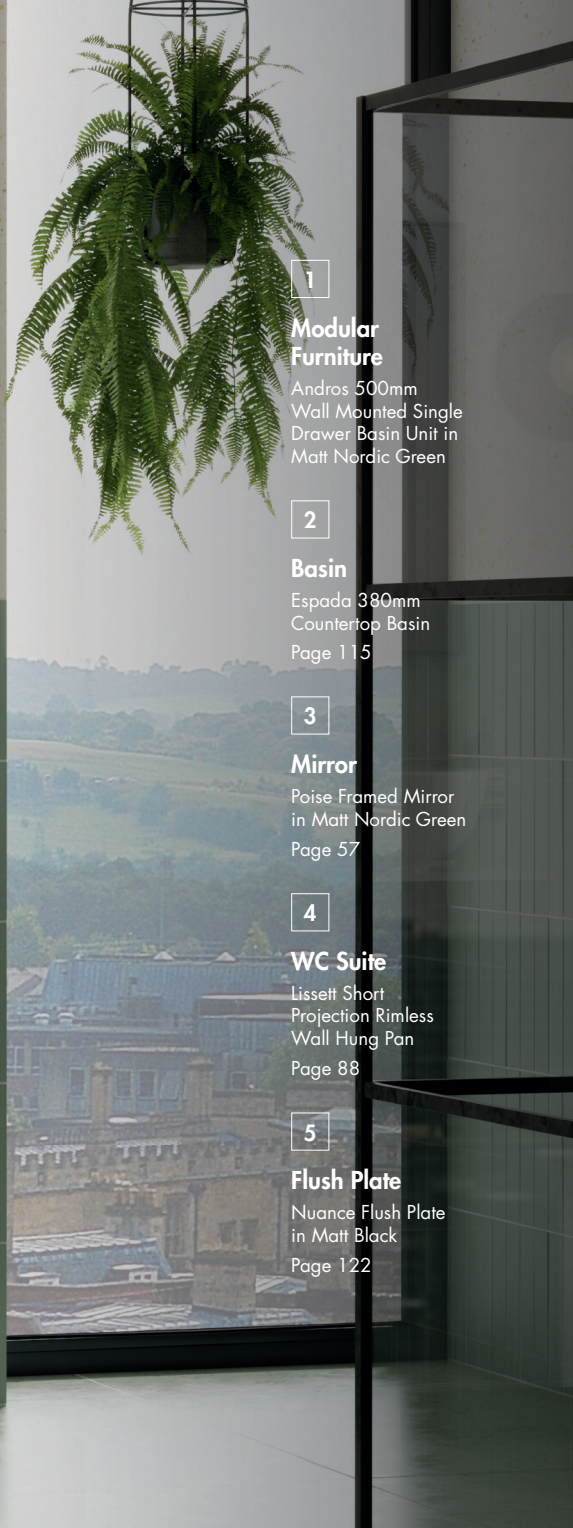 1
Modular
Furniture
Andros 500mm
Wall Mounted Single
Drawer Basin Unit in
Matt Nordic Green
2
Basin
Espada 380mm
Countertop Basin
Page 115
3
Mirror
Poise Framed Mirror
in Matt Nordic Green
Page 57
4
WC Suite
Lissett Short
Projection Rimless
Wall Hung Pan
Page 88
5
Flush Plate
Nuance Flush Plate
in Matt Black
Page 122